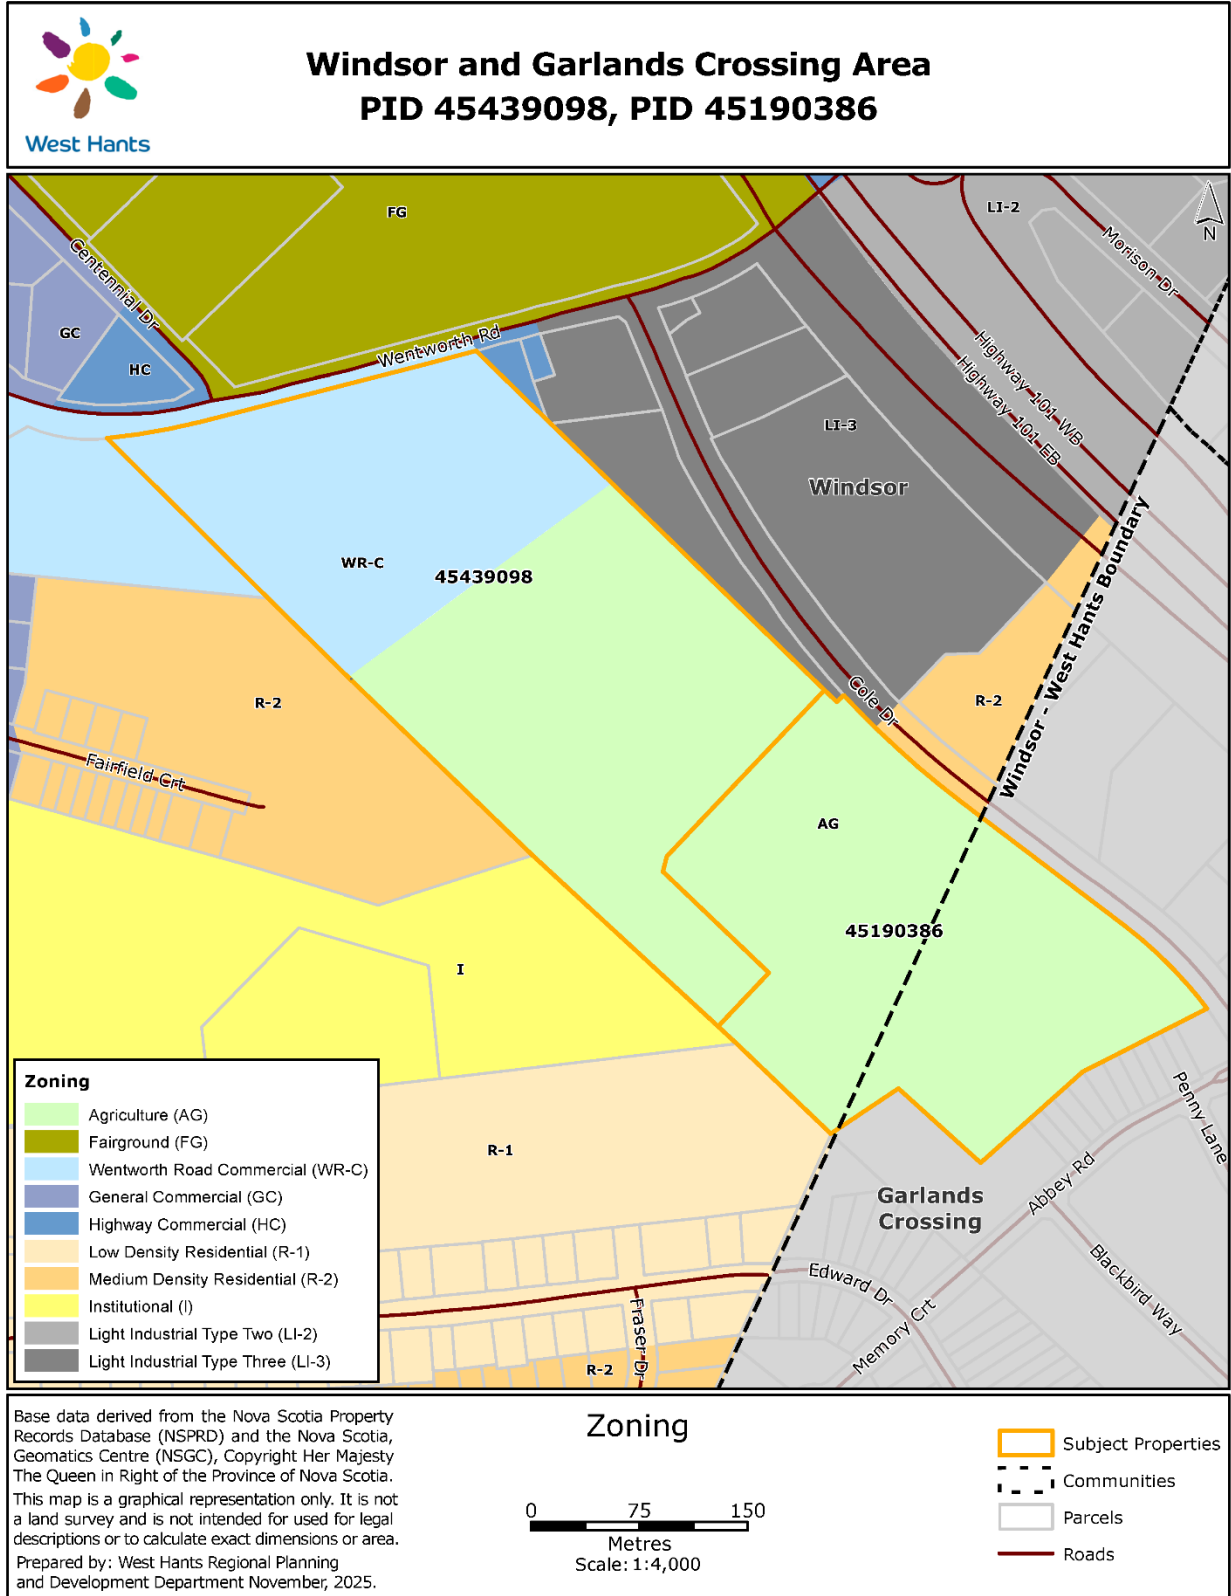 West Hants
Windsor and Garlands Crossing Area
PID 45439098, PID 45190386
FG
LI-2
N
Morison Dr
Centennial Dr
GC
HC
Wentworth Rd
Highway 101 WB
Highway 101 EB
LI-3
Windsor
WR-C
45439098
Windsor - West Hants Boundary
R-2
Cole Dr
R-2
Fairfield Crt
AG
45190386
I
Penny Lane
R-1
Garlands
Crossing
Abbey Rd
Blackbird Way
Edward Dr
Memory Crt
Fraser Dr
R-2
Zoning
Agriculture (AG)
Fairground (FG)
Wentworth Road Commercial (WR-C)
General Commercial (GC)
Highway Commercial (HC)
Low Density Residential (R-1)
Medium Density Residential (R-2)
Institutional (I)
Light Industrial Type Two (LI-2)
Light Industrial Type Three (LI-3)
Base data derived from the Nova Scotia Property
Records Database (NSPRD) and the Nova Scotia,
Geomatics Centre (NSGC), Copyright Her Majesty
The Queen in Right of the Province of Nova Scotia.
This map is a graphical representation only. It is not
a land survey and is not intended for used for legal
descriptions or to calculate exact dimensions or area.
Prepared by: West Hants Regional Planning
and Development Department November, 2025.
Zoning
0 75 150
Metres
Scale: 1:4,000
Subject Properties
Communities
Parcels
Roads